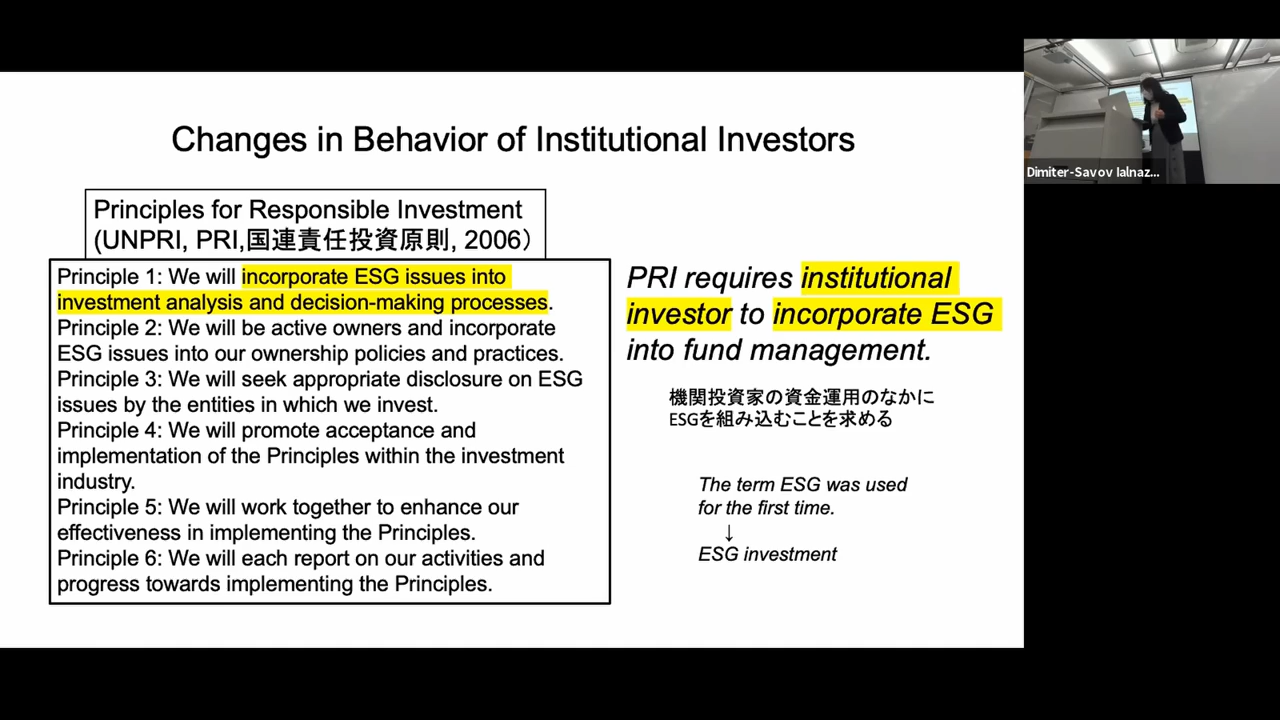 Changes in Behavior of Institutional Investors
Principles for Responsible Investment
(UNPRI, PRI,国連責任投資原則, 2006）
Principle 1: We will incorporate ESG issues into
investment analysis and decision-making processes.
Principle 2: We will be active owners and incorporate
ESG issues into our ownership policies and practices.
Principle 3: We will seek appropriate disclosure on ESG
issues by the entities in which we invest.
Principle 4: We will promote acceptance and
implementation of the Principles within the investment
industry.
Principle 5: We will work together to enhance our
effectiveness in implementing the Principles.
Principle 6: We will each report on our activities and
progress towards implementing the Principles.
PRI requires institutional
investor to incorporate ESG
into fund management.
機関投資家の資金運用のなかに
ESGを組み込むことを求める
The term ESG was used
for the first time.
↓
ESG investment
Dimiter-Savov Ialnaz...